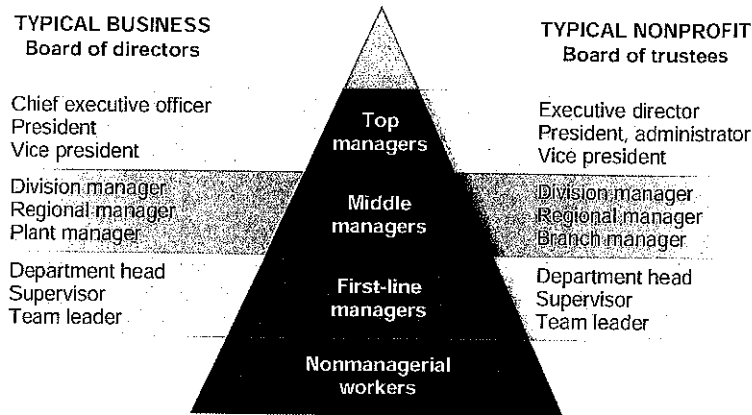 TYPICAL BUSINESS
Board of directors
Chief executive officer
President
Vice president
Division manager
Regional manager
Plant manager
Department head
Supervisor
Team leader
Top
managers
Middle
managers
First-line
managers
Nonmanagerial
workers
TYPICAL NONPROFIT
Board of trustees
Executive director
President, administrator
Vice president
Division manager
Regional manager
Branch manager
Department head
Supervisor
Team leader